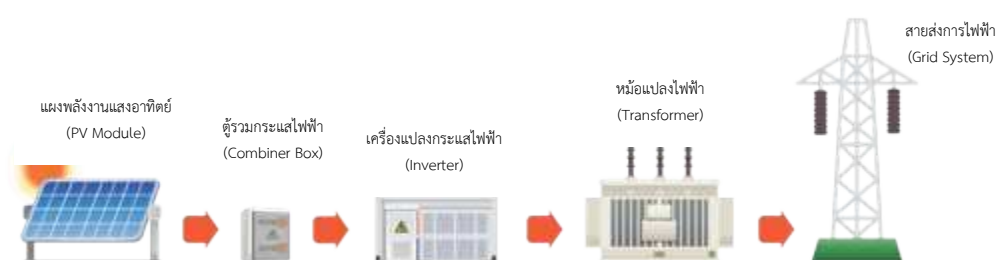 แผงพลังงานแสงอาทิตย์
(PV Module)
ตู้รวมกระแสไฟฟ้า
(Combiner Box)
เครื่องแปลงกระแสไฟฟ้า
(Inverter)
หม้อแปลงไฟฟ้า
(Transformer)
สายส่งการไฟฟ้า
(Grid System)